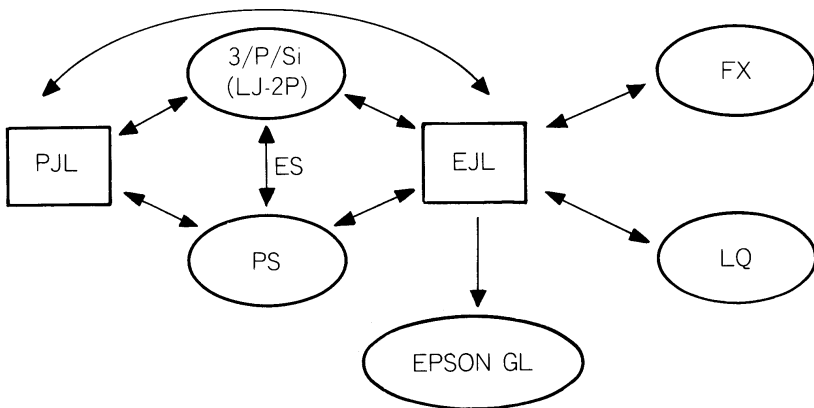 3/P/Si
(LJ-2P)
FX
PJL
ES
EJL
PS
LQ
EPSON GL